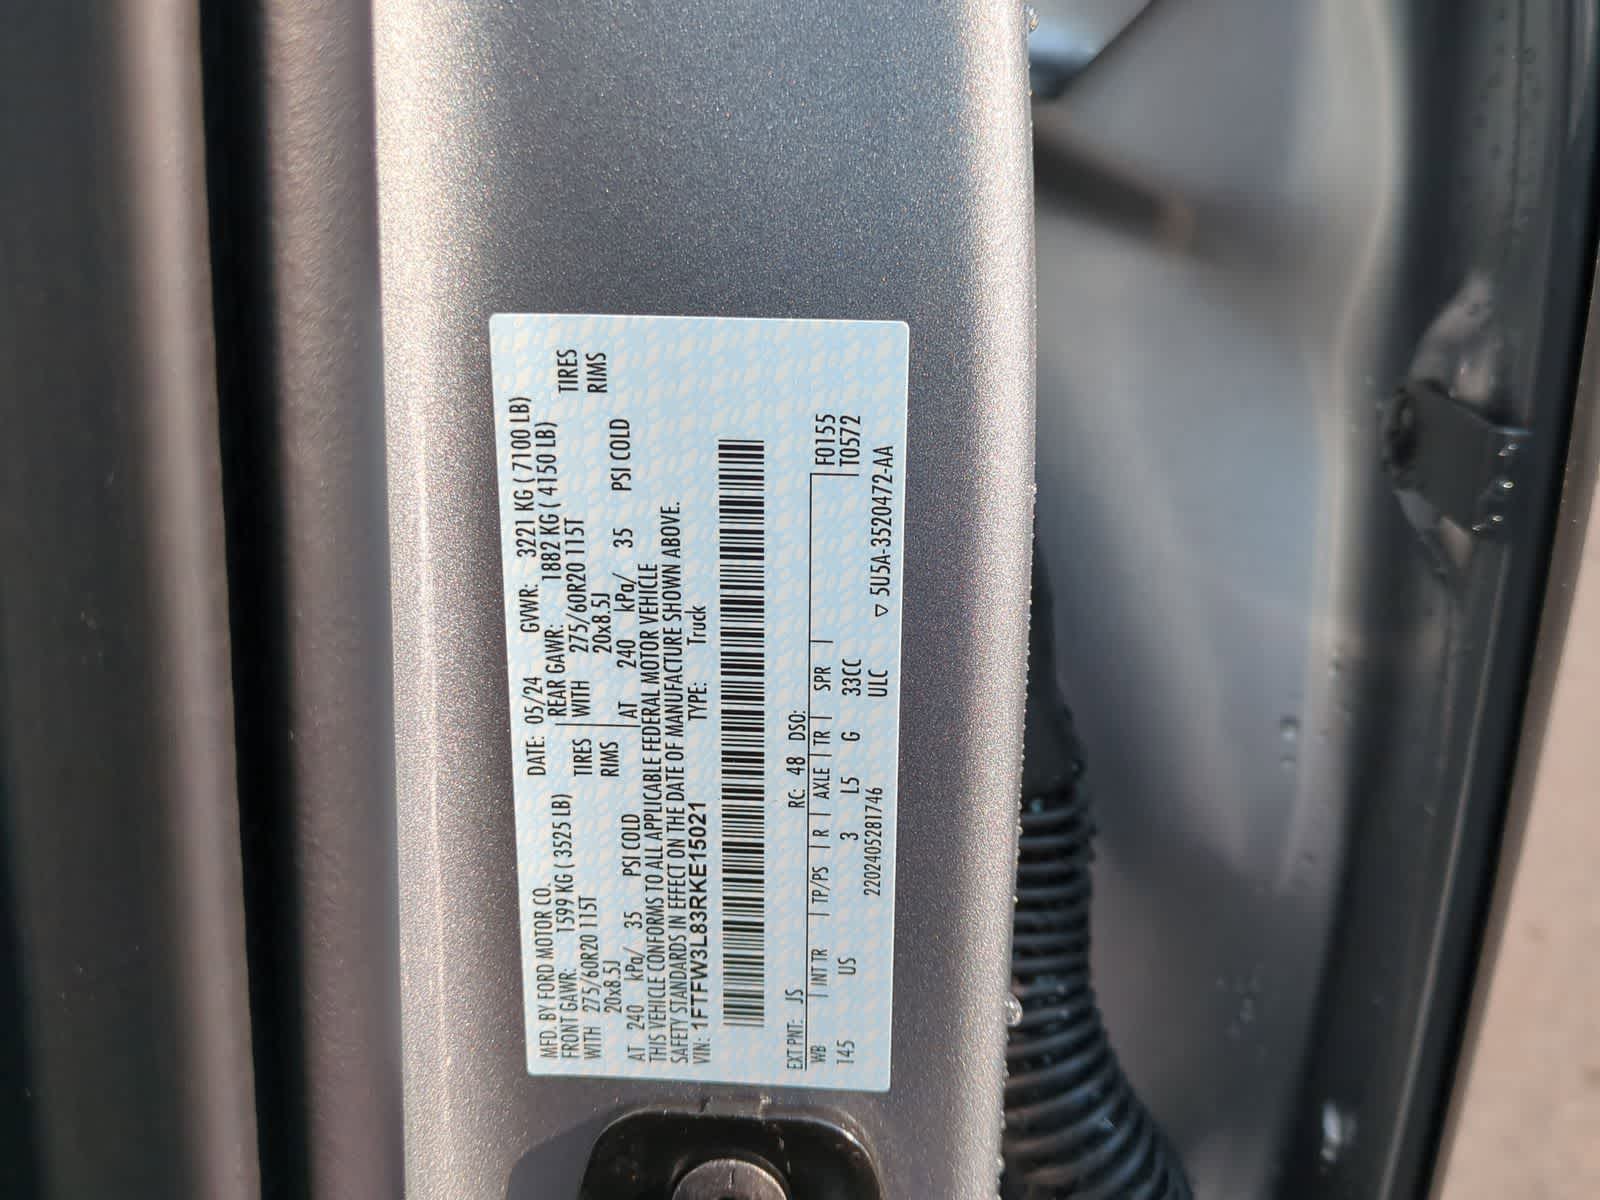 MFD. BY FORD MOTOR CO. DATE: 05/24 GVWR: 3221 KG ( 7100 LB)
FRONT GAWR: 1599 KG ( 3525 LB) REAR GAWR: 1882 KG ( 4150 LB)
WITH 275/60R20 115T TIRES WITH 275/60R20 115T TIRES
20x8.5J RIMS 20x8.5J RIMS
AT 240 kPa/ 35 PSI COLD AT 240 kPa/ 35 PSI COLD
THIS VEHICLE CONFORMS TO ALL APPLICABLE FEDERAL MOTOR VEHICLE
SAFETY STANDARDS IN EFFECT ON THE DATE OF MANUFACTURE SHOWN ABOVE.
VIN: 1FTFW3L83RKE15021 TYPE: Truck
EXT PNT: JS RC: 48 DSO: F0155
WB | INT TR | TP/PS | R | AXLE | TR | SPR | T0572
145 US 3 L5 G 33CC
220240528 1746 ULC
▽ 5U5A-3520472-AA